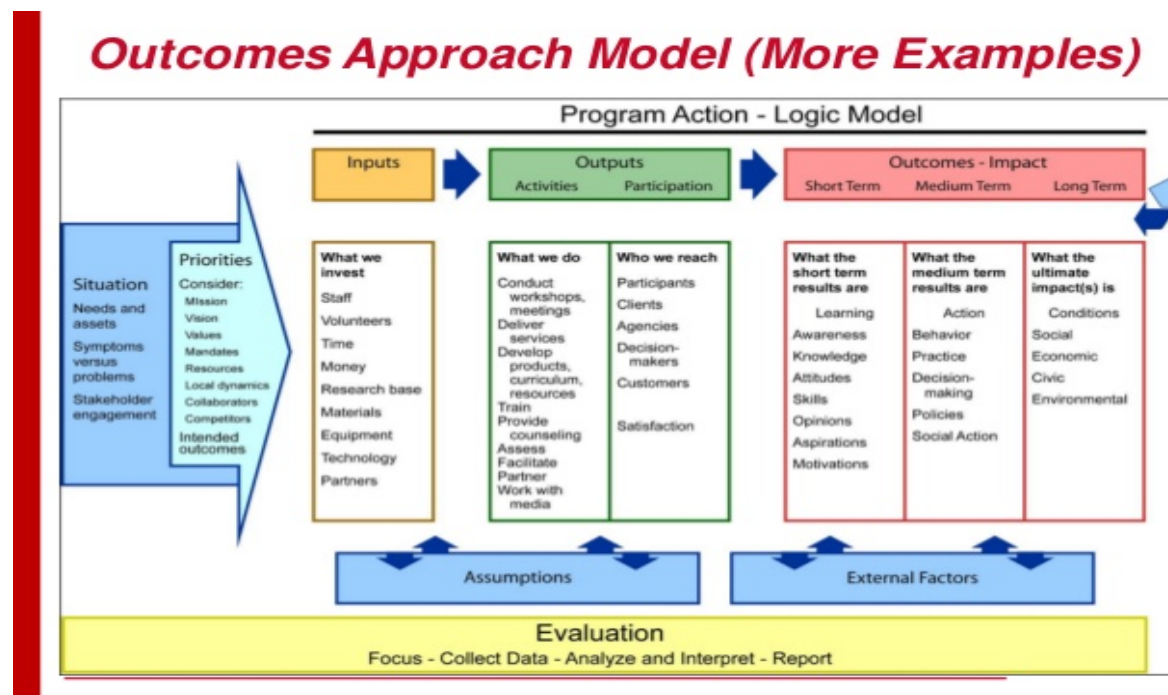 Outcomes Approach Model (More Examples)
Program Action - Logic Model
Inputs
Outputs
Activities Participation
Outcomes - Impact
Short Term Medium Term Long Term
Situation
Needs and
assets
Symptoms
versus
problems
Stakeholder
engagement
Priorities
Consider:
Mission
Vision
Values
Mandates
Resources
Local dynamics
Collaborators
Competitors
Intended
outcomes
What we
invest
Staff
Volunteers
Time
Money
Research base
Materials
Equipment
Technology
Partners
What we do
Conduct
workshops,
meetings
Deliver
services
Develop
products,
curriculum,
resources
Train
Provide
counseling
Assess
Facilitate
Partner
Work with
media
Who we reach
Participants
Clients
Agencies
Decision-
makers
Customers
Satisfaction
What the
short term
results are
Learning
Awareness
Knowledge
Attitudes
Skills
Opinions
Aspirations
Motivations
What the
medium term
results are
Action
Behavior
Practice
Decision-
making
Policies
Social Action
What the
ultimate
impact(s) is
Conditions
Social
Economic
Civic
Environmental
Assumptions
External Factors
Evaluation
Focus - Collect Data - Analyze and Interpret - Report